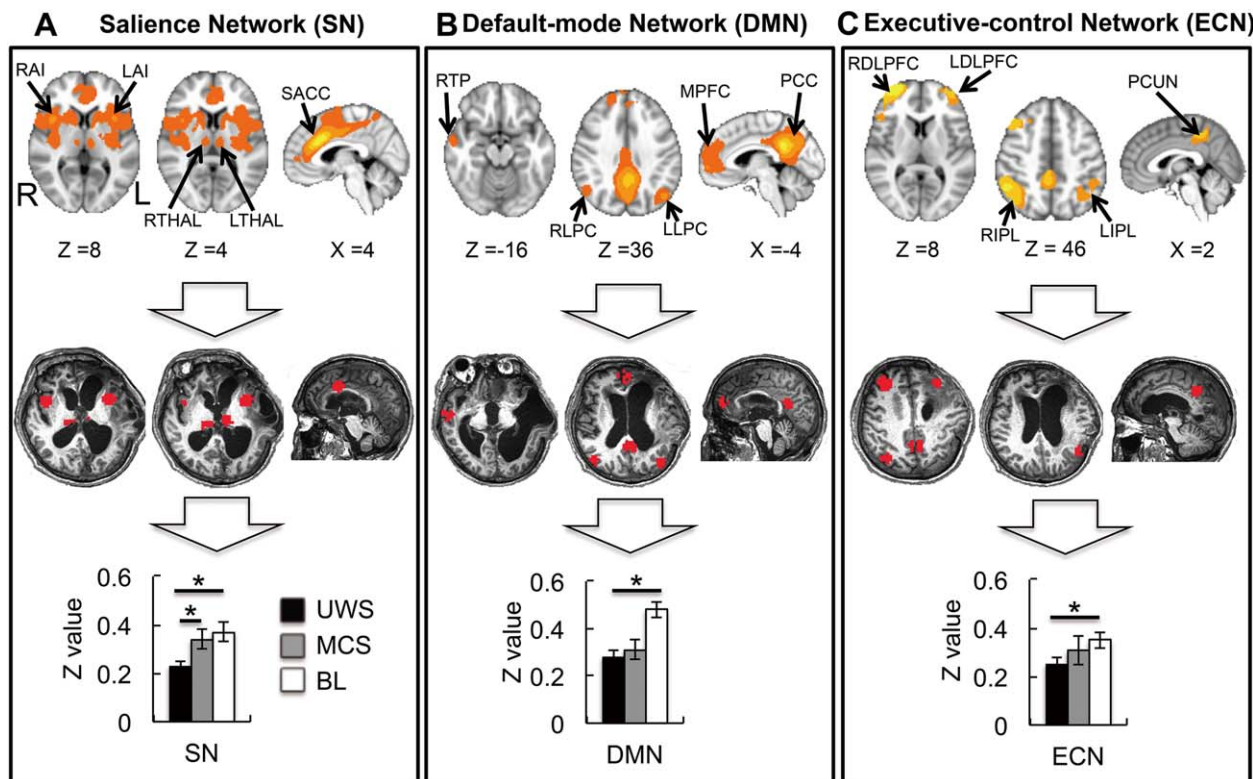 A Salience Network (SN)
RAI
LAI
SACC
R
L
RTHAL
LTHAL
Z =8
Z =4
X =4
0.6
0.4
0.2
0
Z value
*
*
UWS
MCS
BL
SN
B Default-mode Network (DMN)
RTP
MPFC
PCC
RLPC
LLPC
Z =-16
Z =36
X =-4
0.6
0.4
0.2
0
Z value
*
DMN
C Executive-control Network (ECN)
RDLPFC
LDLPFC
PCUN
RIPL
LIPL
Z =8
Z = 46
X =2
0.6
0.4
0.2
0
Z value
*
ECN